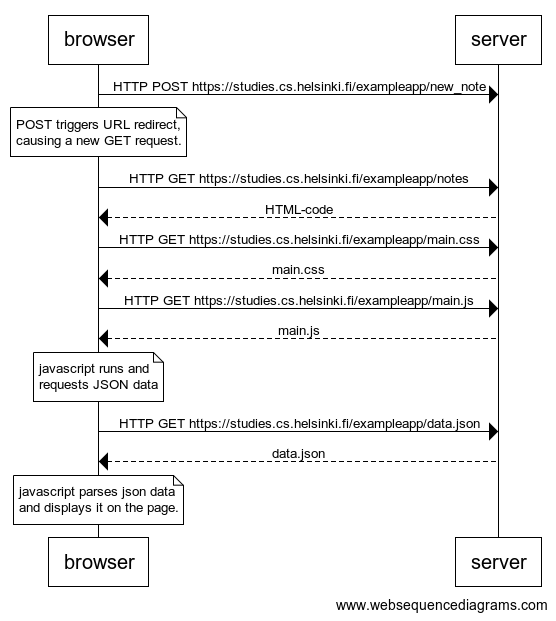 browser
server
HTTP POST https://studies.cs.helsinki.fi/exampleapp/new_note
POST triggers URL redirect,
causing a new GET request.
HTTP GET https://studies.cs.helsinki.fi/exampleapp/notes
HTML-code
HTTP GET https://studies.cs.helsinki.fi/exampleapp/main.css
main.css
HTTP GET https://studies.cs.helsinki.fi/exampleapp/main.js
main.js
javascript runs and
requests JSON data
HTTP GET https://studies.cs.helsinki.fi/exampleapp/data.json
data.json
javascript parses json data
and displays it on the page.
browser
server
www.websequencediagrams.com